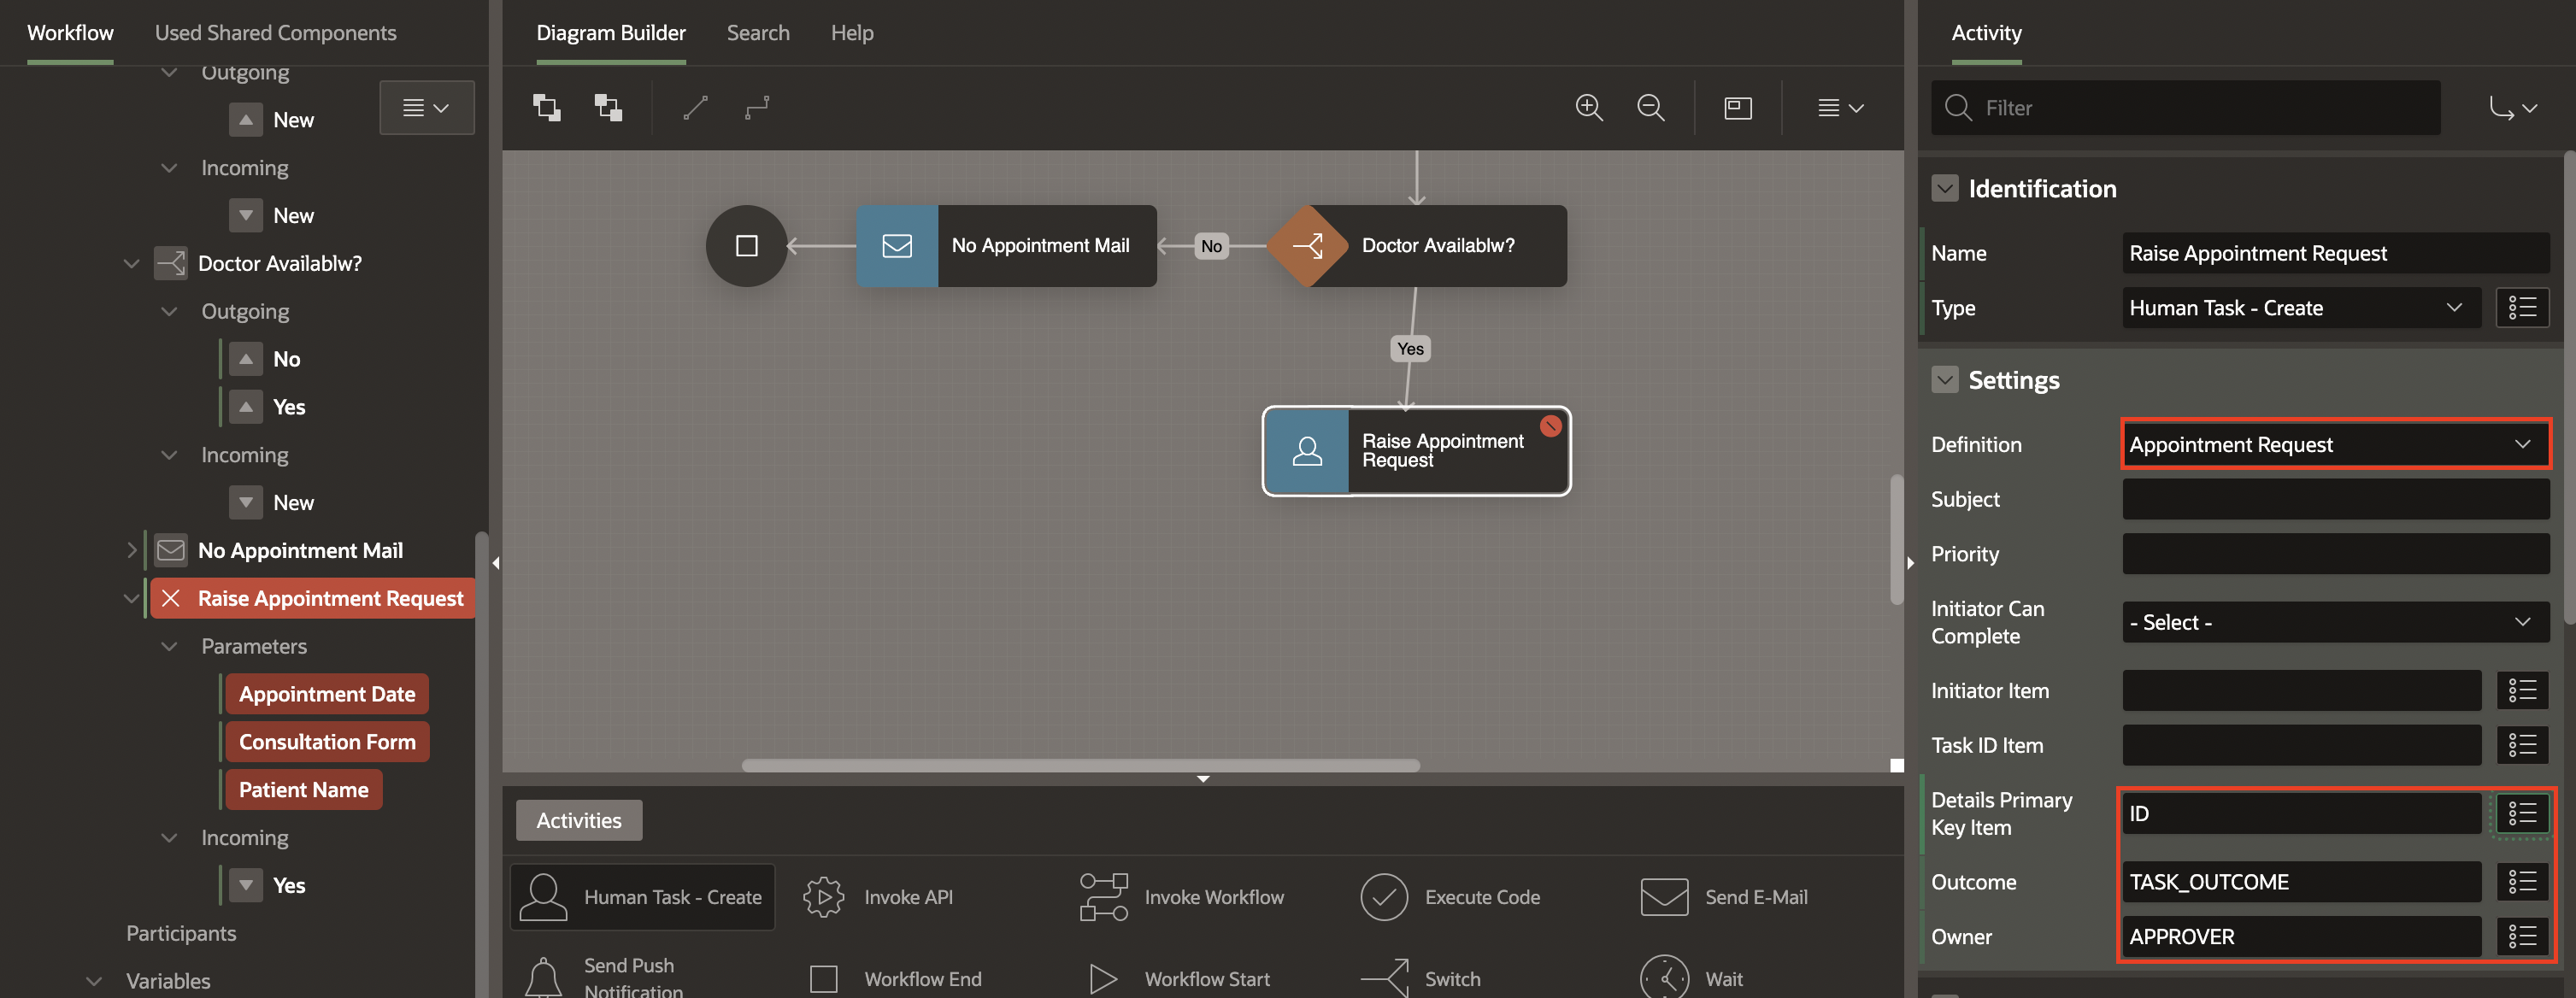 Workflow
Used Shared Components
Outgoing
New
Incoming
New
Doctor Availablw?
Outgoing
No
Yes
Incoming
New
No Appointment Mail
Raise Appointment Request
Parameters
Appointment Date
Consultation Form
Patient Name
Incoming
Yes
Participants
Variables
Diagram Builder
Search
Help
No Appointment Mail
No
Doctor Availablw?
Yes
Raise Appointment
Request
Activities
Human Task - Create
Invoke API
Invoke Workflow
Execute Code
Send E-Mail
Send Push
Notification
Workflow End
Workflow Start
Switch
Wait
Activity
Filter
Identification
Name
Raise Appointment Request
Type
Human Task - Create
Settings
Definition
Appointment Request
Subject
Priority
Initiator Can
Complete
- Select -
Initiator Item
Task ID Item
Details Primary
Key Item
ID
Outcome
TASK_OUTCOME
Owner
APPROVER